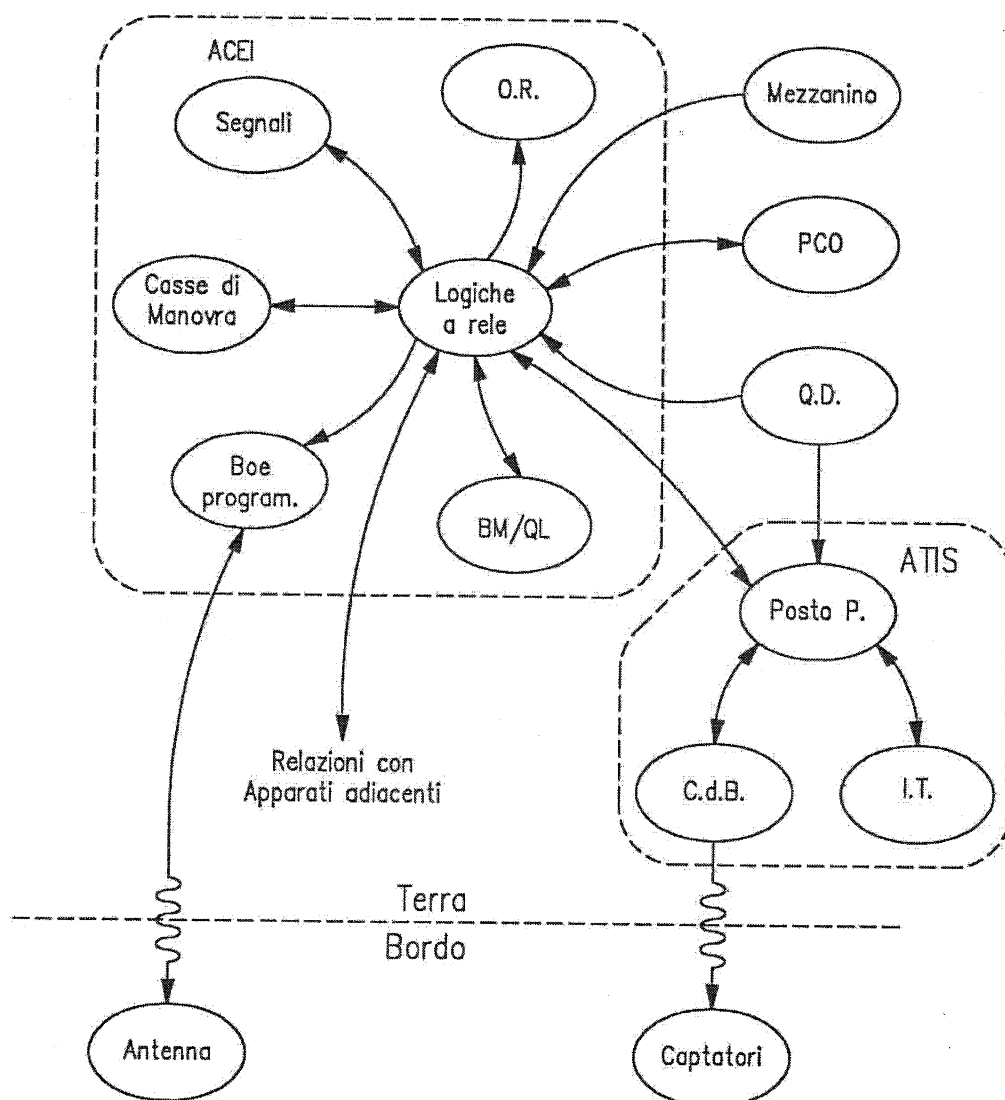 ACEI
O.R.
Segnali
Mezzanino
PCO
Casse di
Manovra
Logiche
a rele
Q.D.
Boe
program.
BM/QL
ATIS
Posto P.
Relazioni con
Apparati adiacenti
C.d.B.
I.T.
Terra
Bordo
Antenna
Captatori